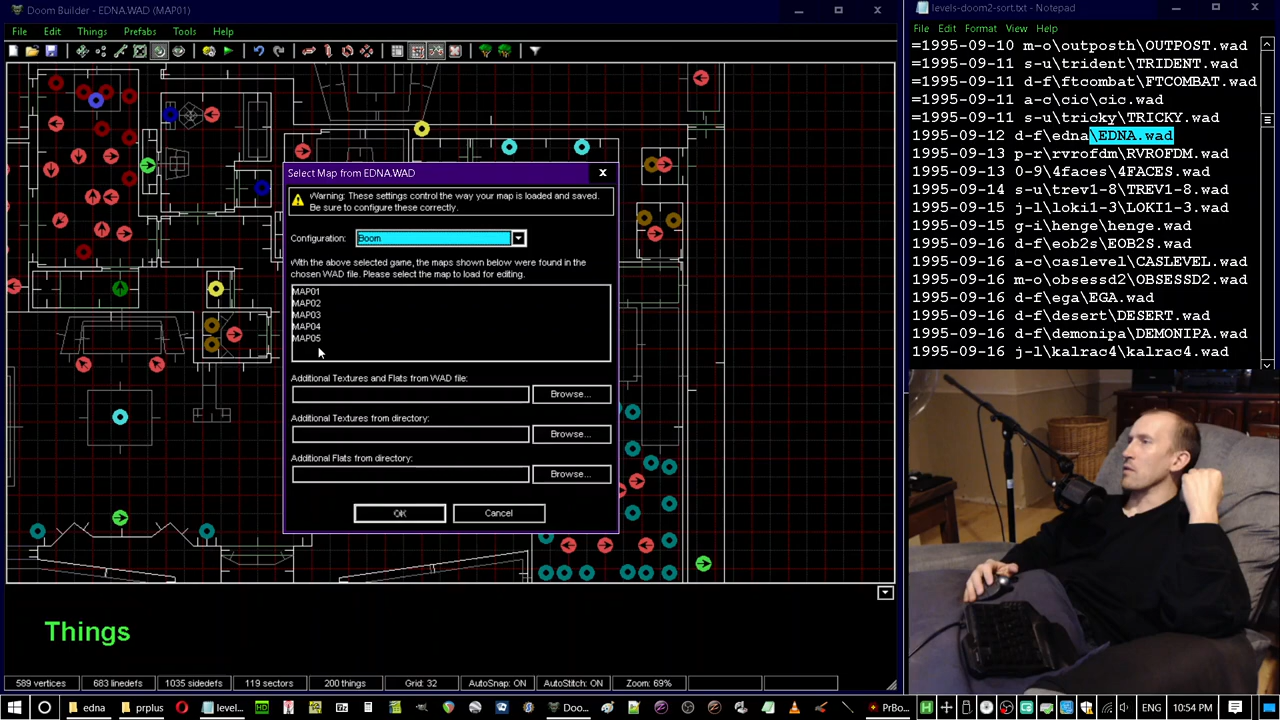 Doom Builder - EDNA.WAD (MAP01)
File Edit Things Prefabs Tools Help
Select Map from EDNA.WAD
Warning: These settings control the way your map is loaded and saved.
Be sure to configure these correctly.
Configuration: Boom
With the above selected game, the maps shown below were found in the
chosen WAD file. Please select the map to load for editing.
MAP01
MAP02
MAP03
MAP04
MAP05
Additional Textures and Flats from WAD file:
Browse...
Additional Textures from directory:
Browse...
Additional Flats from directory:
Browse...
OK Cancel
Things
589 vertices 683 linedefs 1035 sidedefs 119 sectors 200 things Grid: 32 AutoSnap: ON AutoStitch: ON Zoom: 69%
levels-doom2-sort.txt - Notepad
File Edit Format View Help
=1995-09-10 m-o\outposth\OUTPOST.wad
=1995-09-11 s-u\trident\TRIDENT.wad
=1995-09-11 d-f\ftcombat\FTCOMBAT.wad
=1995-09-11 a-c\cic\cic.wad
=1995-09-11 s-u\tricky\TRICKY.wad
1995-09-12 d-f\edna\EDNA.wad
1995-09-13 p-r\rvrofdm\RVROFDM.wad
1995-09-13 0-9\4faces\4FACES.wad
1995-09-14 s-u\trev1-8\TREV1-8.wad
1995-09-15 j-l\loki1-3\LOKI1-3.wad
1995-09-15 g-i\henge\henge.wad
1995-09-16 d-f\eob2s\EOB2S.wad
1995-09-16 a-c\caslevel\CASLEVEL.wad
1995-09-16 m-o\obsessd2\OBSESSD2.wad
1995-09-16 d-f\ega\EGA.wad
1995-09-16 d-f\desert\DESERT.wad
1995-09-16 d-f\demonipa\DEMONIPA.wad
1995-09-16 j-l\kalrac4\kalrac4.wad
edna prplus level... Doo... PrBo... ENG 10:54 PM